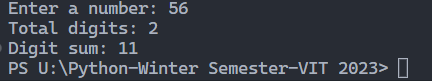 Enter a number: 56
Total digits: 2
Digit sum: 11
PS U:\Python-Winter Semester-VIT 2023>